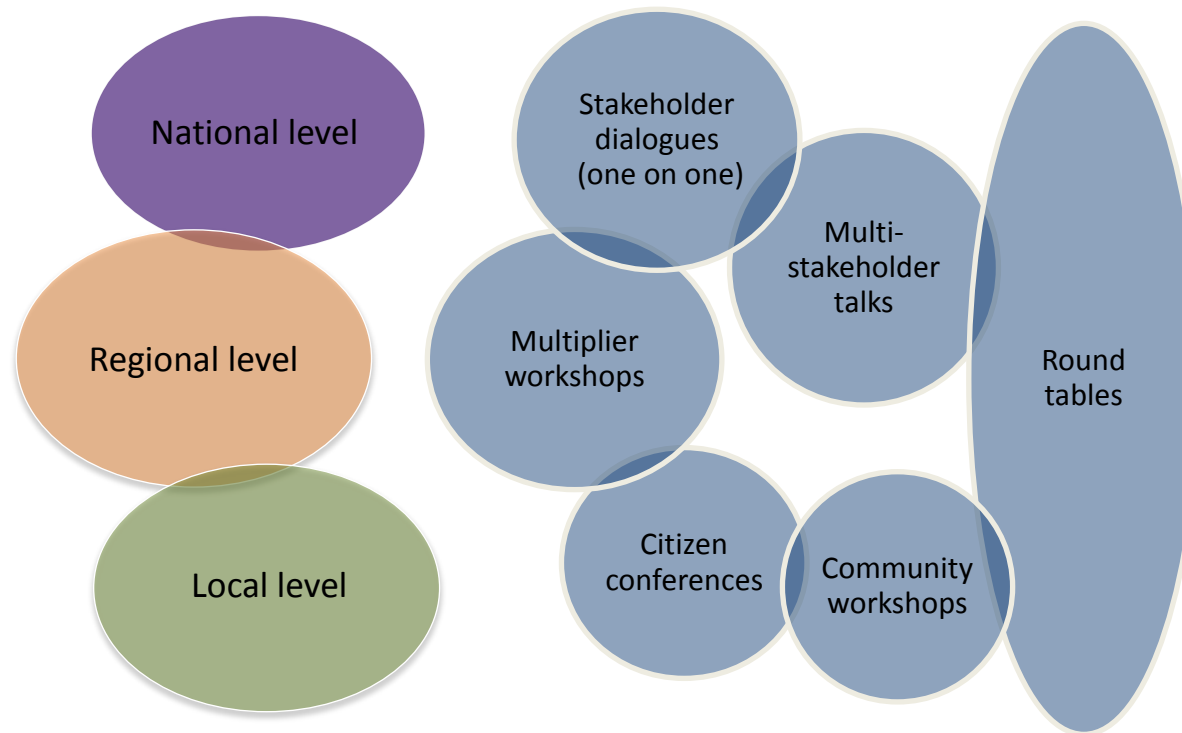 National level
Regional level
Local level
Stakeholder
dialogues
(one on one)
Multi-
stakeholder
talks
Multiplier
workshops
Round
tables
Citizen
conferences
Community
workshops